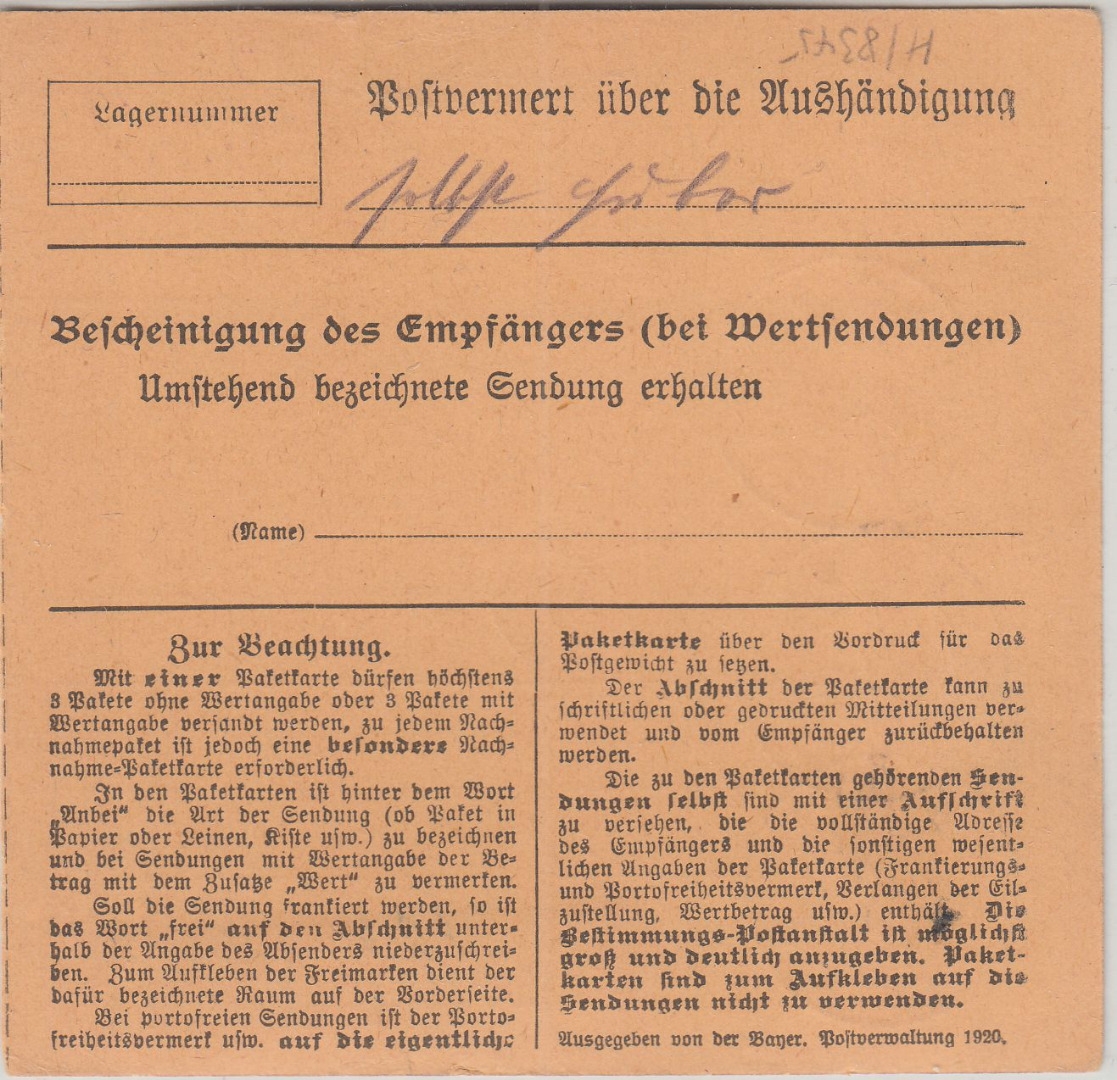 H/8375
Lagernummer
Postvermerk über die Aushändigung
selbst Huber
Bescheinigung des Empfängers (bei Wertsendungen)
Umstehend bezeichnete Sendung erhalten
(Name)
Zur Beachtung.
Mit einer Paketkarte dürfen höchstens
3 Pakete ohne Wertangabe oder 3 Pakete mit
Wertangabe versandt werden, zu jedem Nach-
nahmepaket ist jedoch eine besondere Nach-
nahme-Paketkarte erforderlich.
In den Paketkarten ist hinter dem Wort
„Anbei“ die Art der Sendung (ob Paket in
Papier oder Leinen, Kiste usw.) zu bezeichnen
und bei Sendungen mit Wertangabe der Be-
trag mit dem Zusatze „Wert“ zu vermerken.
Soll die Sendung frankiert werden, so ist
das Wort „frei“ auf den Abschnitt unter-
halb der Angabe des Absenders niederzuschrei-
ben. Zum Aufkleben der Freimarken dient der
dafür bezeichnete Raum auf der Vorderseite.
Bei portofreien Sendungen ist der Porto-
freiheitsvermerk usw. auf die eigentliche
Paketkarte über den Vordruck für das
Postgewicht zu setzen.
Der Abschnitt der Paketkarte kann zu
schriftlichen oder gedruckten Mitteilungen ver-
wendet und vom Empfänger zurückbehalten
werden.
Die zu den Paketkarten gehörenden Sen-
dungen selbst sind mit einer Aufschrift
zu versehen, die die vollständige Adresse
des Empfängers und die sonstigen wesent-
lichen Angaben der Paketkarte (Frankierungs-
und Portofreiheitsvermerk, Verlangen der Eil-
zustellung, Wertbetrag usw.) enthält. Die
Bestimmungs-Postanstalt ist möglichst
groß und deutlich anzugeben. Paket-
karten sind zum Aufkleben auf die
Sendungen nicht zu verwenden.
Ausgegeben von der Bayer. Postverwaltung 1920.